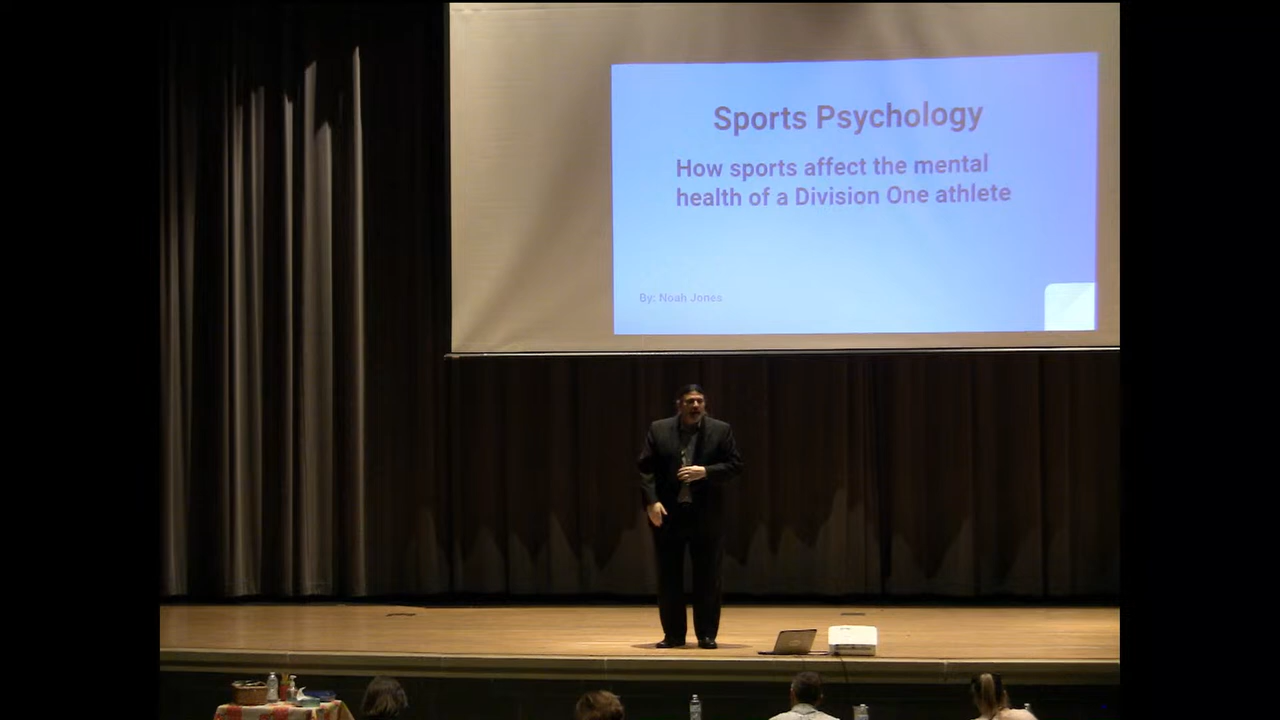 Sports Psychology
How sports affect the mental
health of a Division One athlete
By: Noah Jones